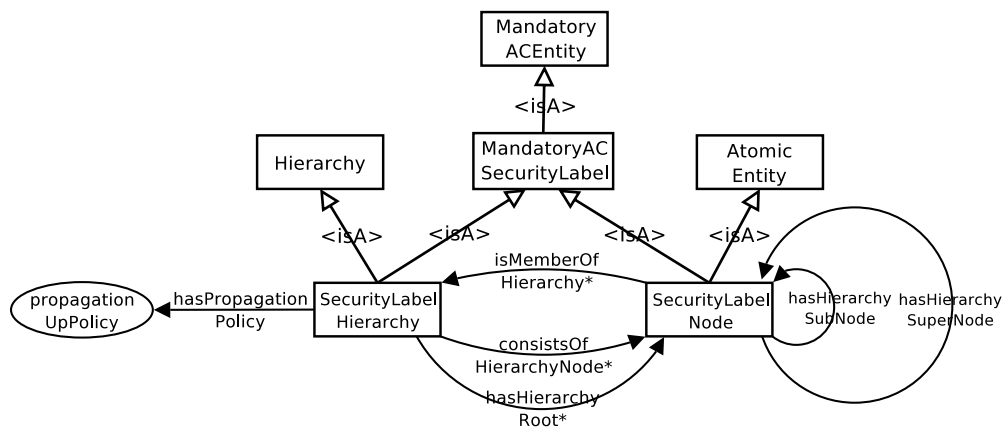 Mandatory
ACEntity
<isA>
Hierarchy
MandatoryAC
SecurityLabel
Atomic
Entity
<isA>
<isA>
<isA>
<isA>
isMemberOf
Hierarchy*
propagation
UpPolicy
hasPropagation
Policy
SecurityLabel
Hierarchy
SecurityLabel
Node
hasHierarchy
SubNode
hasHierarchy
SuperNode
consistsOf
HierarchyNode*
hasHierarchy
Root*